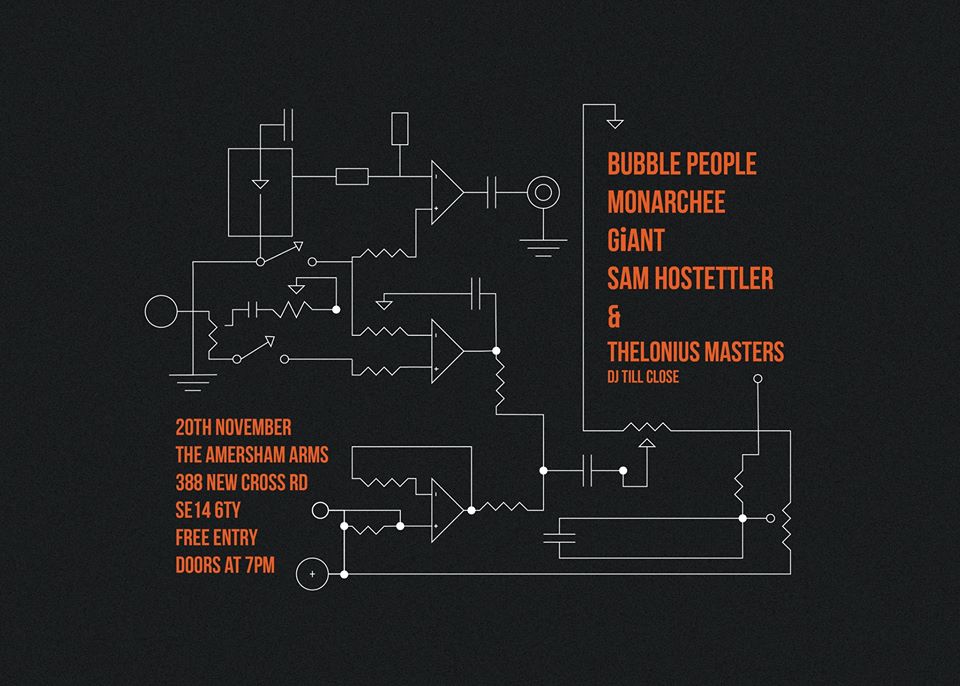 BUBBLE PEOPLE
MONARCHEE
GiANT
SAM HOSTETTLER
&
THELONIUS MASTERS
DJ TILL CLOSE
20TH NOVEMBER
THE AMERSHAM ARMS
388 NEW CROSS RD
SE14 6TY
FREE ENTRY
DOORS AT 7PM